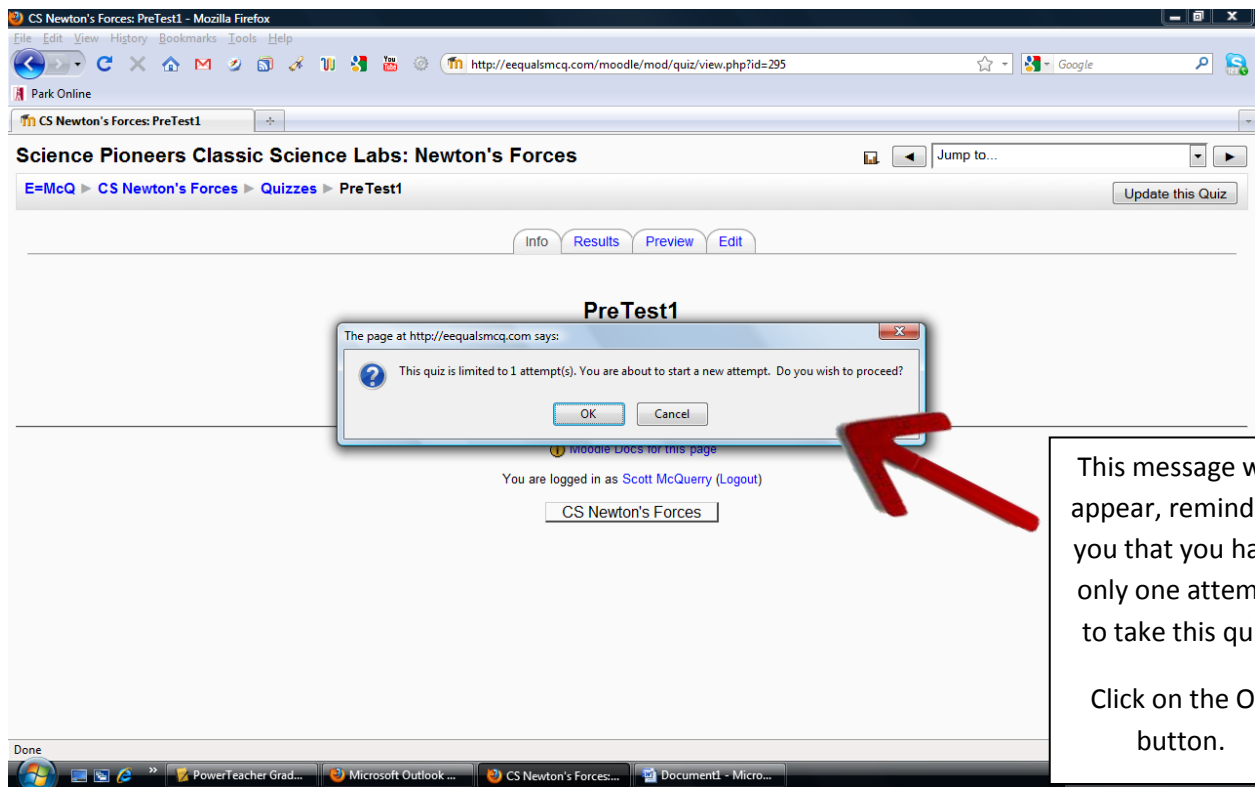 CS Newton's Forces: PreTest1 - Mozilla Firefox
File Edit View History Bookmarks Tools Help
You
http://eequalsmcq.com/moodle/mod/quiz/view.php?id=295
Google
Park Online
CS Newton's Forces: PreTest1
Science Pioneers Classic Science Labs: Newton's Forces
Jump to...
E=McQ ► CS Newton's Forces ► Quizzes ► PreTest1
Update this Quiz
Info Results Preview Edit
PreTest1
The page at http://eequalsmcq.com says:
This quiz is limited to 1 attempt(s). You are about to start a new attempt. Do you wish to proceed?
OK Cancel
Moodle Docs for this page
You are logged in as Scott McQuerry (Logout)
CS Newton's Forces
This message w
appear, remind
you that you ha
only one attem
to take this qu
Click on the O
button.
Done
PowerTeacher Grad... Microsoft Outlook ... CS Newton's Forces:... Document1 - Micro...